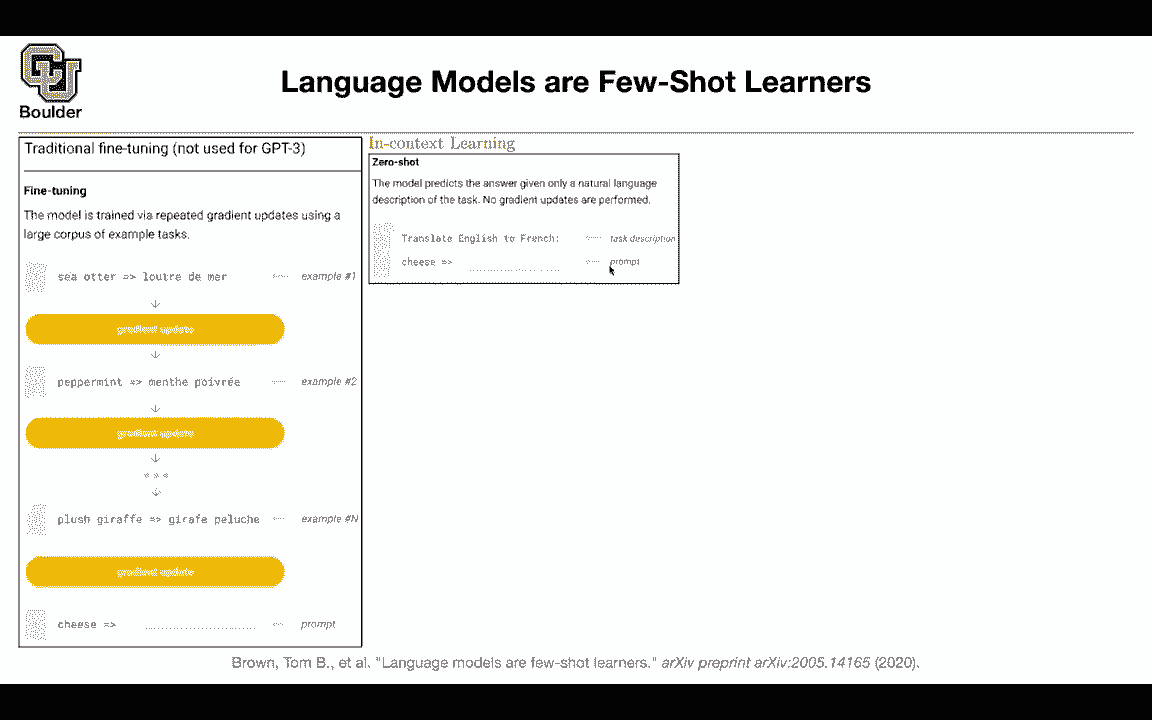 Boulder
Language Models are Few-Shot Learners
Traditional fine-tuning (not used for GPT-3)
Fine-tuning
The model is trained via repeated gradient updates using a
large corpus of example tasks.
sea otter => loutre de mer ← example #1
↓
gradient update
↓
peppermint => menthe poivrée ← example #2
↓
gradient update
↓
• • •
↓
plush giraffe => girafe peluche ← example #N
gradient update
cheese => .............................. ← prompt
In-context Learning
Zero-shot
The model predicts the answer given only a natural language
description of the task. No gradient updates are performed.
Translate English to French: ← task description
cheese => .............................. ← prompt
Brown, Tom B., et al. "Language models are few-shot learners." arXiv preprint arXiv:2005.14165 (2020).